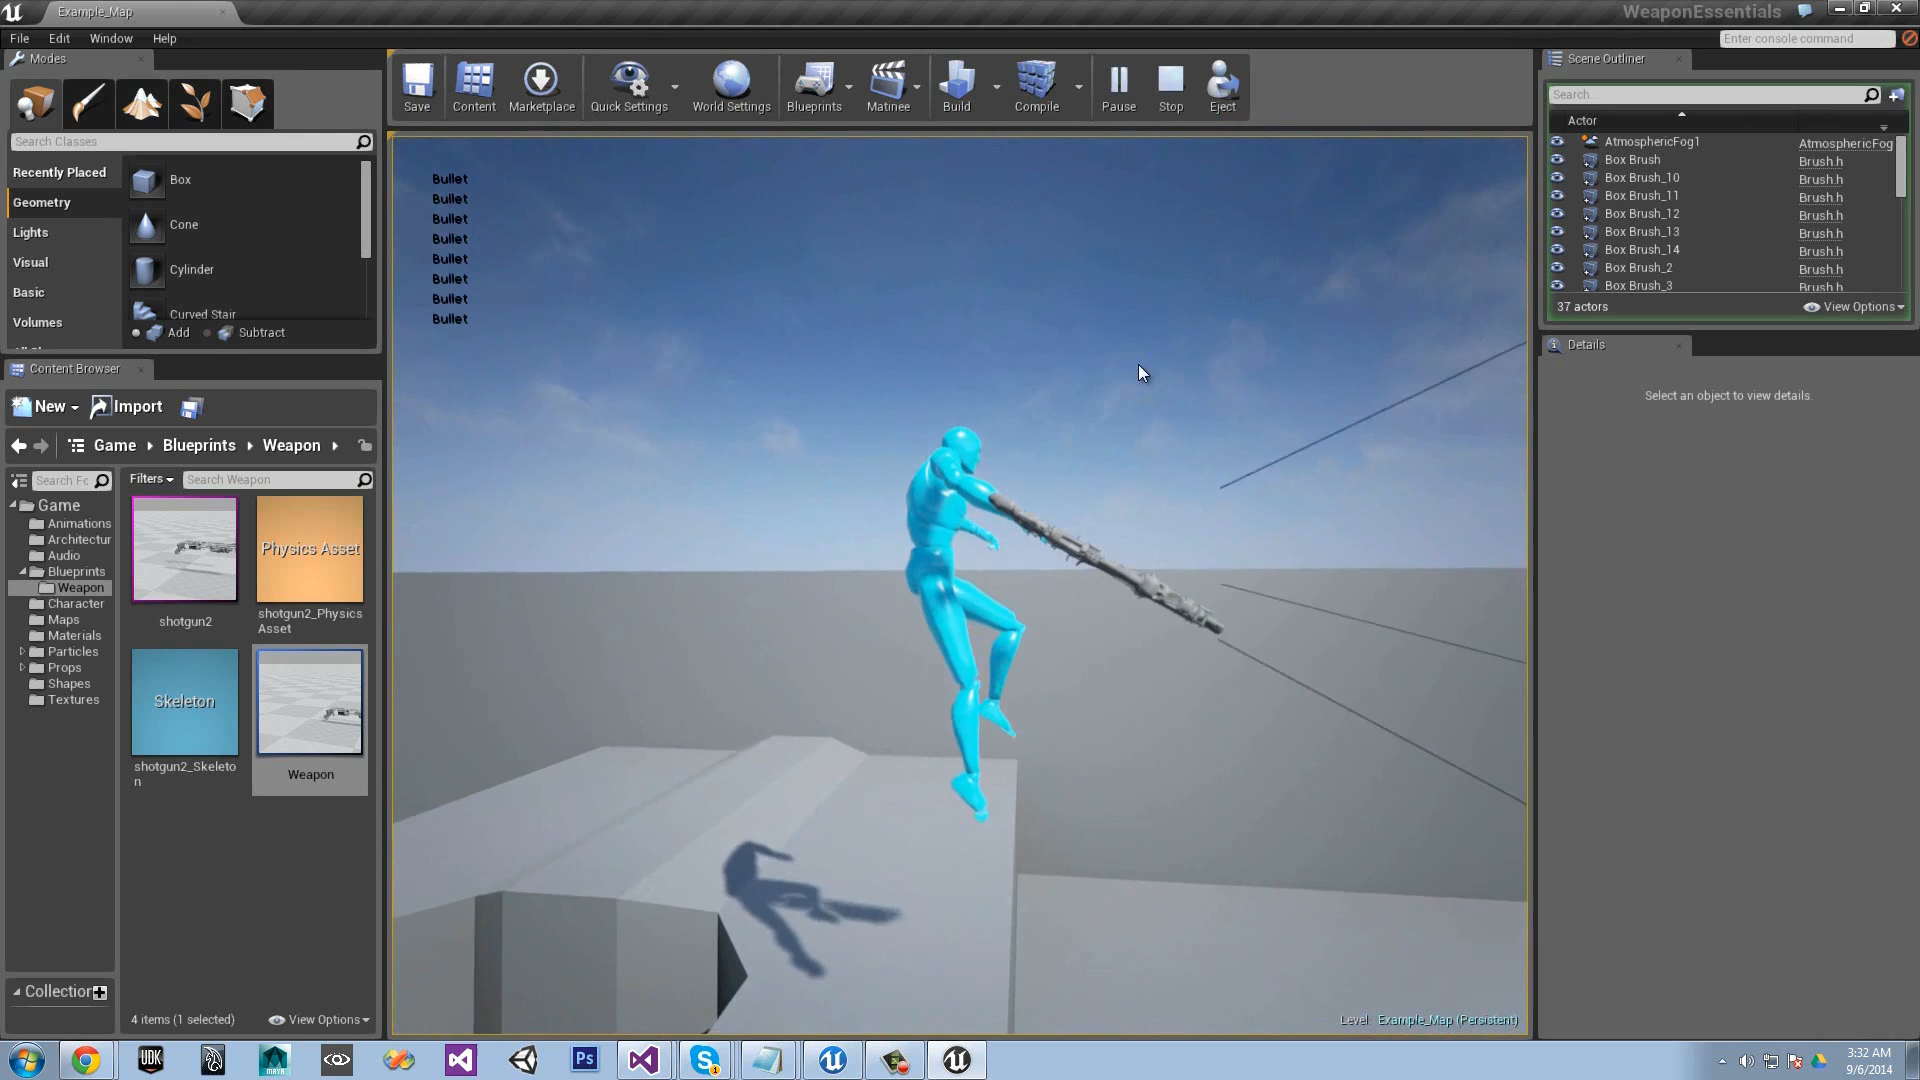 Example_Map
WeaponEssentials
File Edit Window Help
Enter console command
Modes
Search Classes
Recently Placed
Geometry
Lights
Visual
Basic
Volumes
Box
Cone
Cylinder
Curved Stair
Add Subtract
Save
Content
Marketplace
Quick Settings
World Settings
Blueprints
Matinee
Build
Compile
Pause
Stop
Eject
Bullet
Bullet
Bullet
Bullet
Bullet
Bullet
Bullet
Bullet
Level: Example_Map (Persistent)
Scene Outliner
Search...
Actor
AtmosphericFog1 AtmosphericFog
Box Brush Brush.h
Box Brush_10 Brush.h
Box Brush_11 Brush.h
Box Brush_12 Brush.h
Box Brush_13 Brush.h
Box Brush_14 Brush.h
Box Brush_2 Brush.h
Box Brush_3 Brush.h
37 actors View Options
Details
Select an object to view details.
Content Browser
New Import
Game Blueprints Weapon
Search Fo
Filters Search Weapon
Game
Animations
Architectur
Audio
Blueprints
Weapon
Character
Maps
Materials
Particles
Props
Shapes
Textures
shotgun2
Physics Asset
shotgun2_Physics
Asset
Skeleton
shotgun2_Skeleto
n
Weapon
Collection
4 items (1 selected) View Options
UDK
MAYA
Ps
3:32 AM
9/6/2014